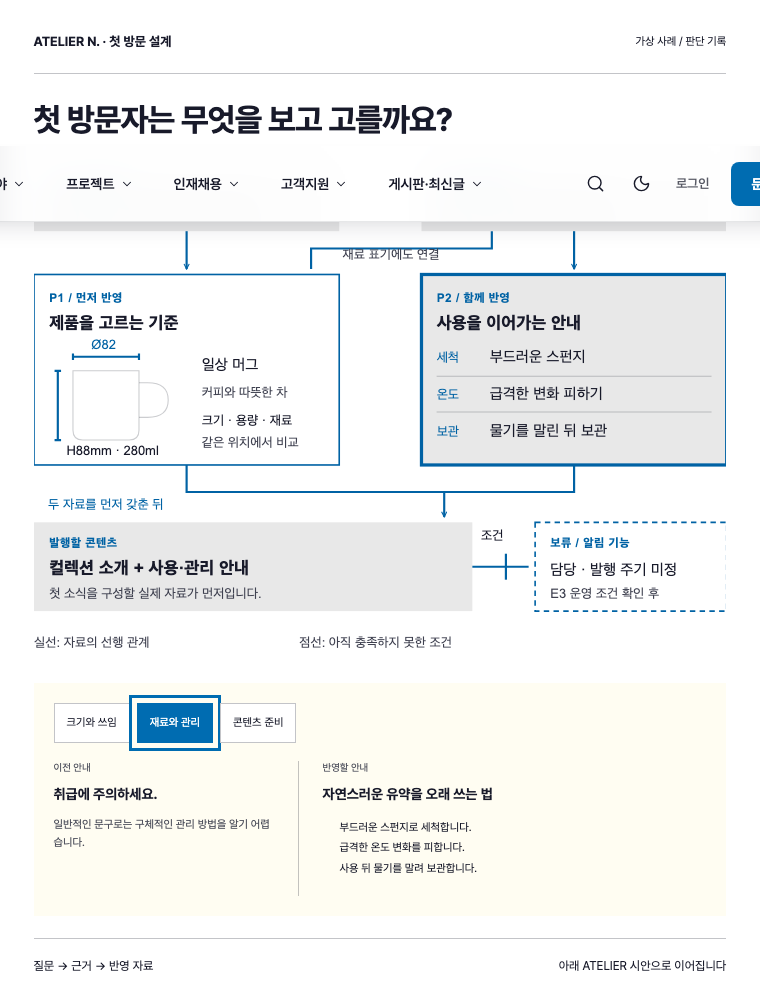 ATELIER N. · 첫 방문 설계
가상 사례 / 판단 기록
첫 방문자는 무엇을 보고 고를까요?
프로젝트
인재채용
고객지원
게시판·최신글
로그인
재료 표기에도 연결
P1 / 먼저 반영
제품을 고르는 기준
Ø82
H88mm · 280ml
일상 머그
커피와 따뜻한 차
크기 · 용량 · 재료
같은 위치에서 비교
P2 / 함께 반영
사용을 이어가는 안내
세척 부드러운 스펀지
온도 급격한 변화 피하기
보관 물기를 말린 뒤 보관
두 자료를 먼저 갖춘 뒤
발행할 콘텐츠
컬렉션 소개 + 사용·관리 안내
첫 소식을 구성할 실제 자료가 먼저입니다.
조건
보류 / 알림 기능
담당 · 발행 주기 미정
E3 운영 조건 확인 후
실선: 자료의 선행 관계
점선: 아직 충족하지 못한 조건
크기와 쓰임
재료와 관리
콘텐츠 준비
이전 안내
취급에 주의하세요.
일반적인 문구로는 구체적인 관리 방법을 알기 어렵
습니다.
반영할 안내
자연스러운 유약을 오래 쓰는 법
부드러운 스펀지로 세척합니다.
급격한 온도 변화를 피합니다.
사용 뒤 물기를 말려 보관합니다.
질문 → 근거 → 반영 자료
아래 ATELIER 시안으로 이어집니다